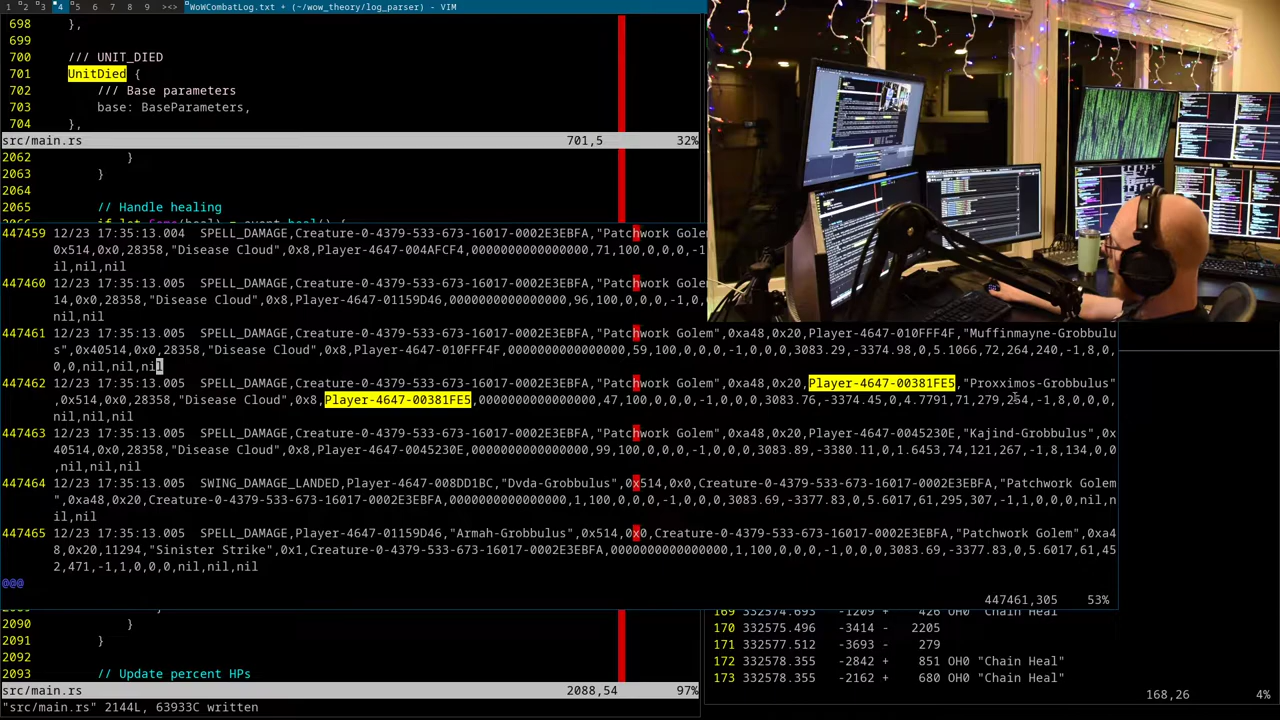 1 2 3 4 5 6 7 8 9 ><> WoWCombatLog.txt + (~/wow_theory/log_parser) - VIM
698 },
699
700 /// UNIT_DIED
701 UnitDied {
702 /// Base parameters
703 base: BaseParameters,
704 },
src/main.rs 701,5 32%
2062 }
2063 }
2064
2065 // Handle healing
447459 12/23 17:35:13.004 SPELL_DAMAGE,Creature-0-4379-533-673-16017-0002E3EBFA,"Patchwork Golem
0x514,0x0,28358,"Disease Cloud",0x8,Player-4647-004AFCF4,0000000000000000,71,100,0,0,0,-1
il,nil,nil
447460 12/23 17:35:13.005 SPELL_DAMAGE,Creature-0-4379-533-673-16017-0002E3EBFA,"Patchwork Golem
14,0x0,28358,"Disease Cloud",0x8,Player-4647-01159D46,0000000000000000,96,100,0,0,0,-1,0,
il,nil,nil
447461 12/23 17:35:13.005 SPELL_DAMAGE,Creature-0-4379-533-673-16017-0002E3EBFA,"Patchwork Golem",0xa48,0x20,Player-4647-010FFF4F,"Muffinmayne-Grobbulu
s",0x40514,0x0,28358,"Disease Cloud",0x8,Player-4647-010FFF4F,0000000000000000,59,100,0,0,0,-1,0,0,0,3083.29,-3374.98,0,5.1066,72,264,240,-1,8,0,
0,0,nil,nil,nil
447462 12/23 17:35:13.005 SPELL_DAMAGE,Creature-0-4379-533-673-16017-0002E3EBFA,"Patchwork Golem",0xa48,0x20,Player-4647-00381FE5,"Proxximos-Grobbulus"
,0x514,0x0,28358,"Disease Cloud",0x8,Player-4647-00381FE5,0000000000000000,47,100,0,0,0,-1,0,0,0,3083.76,-3374.45,0,4.7791,71,279,254,-1,8,0,0,0,
nil,nil,nil
447463 12/23 17:35:13.005 SPELL_DAMAGE,Creature-0-4379-533-673-16017-0002E3EBFA,"Patchwork Golem",0xa48,0x20,Player-4647-0045230E,"Kajind-Grobbulus",0x
40514,0x0,28358,"Disease Cloud",0x8,Player-4647-0045230E,0000000000000000,99,100,0,0,0,-1,0,0,0,3083.89,-3380.11,0,1.6453,74,121,267,-1,8,134,0,0
,nil,nil,nil
447464 12/23 17:35:13.005 SWING_DAMAGE_LANDED,Player-4647-008DD1BC,"Dvda-Grobbulus",0x514,0x0,Creature-0-4379-533-673-16017-0002E3EBFA,"Patchwork Golem
",0xa48,0x20,Creature-0-4379-533-673-16017-0002E3EBFA,0000000000000000,1,100,0,0,0,-1,0,0,0,3083.69,-3377.83,0,5.6017,61,295,307,-1,1,0,0,0,nil,n
il,nil
447465 12/23 17:35:13.005 SPELL_DAMAGE,Player-4647-01159D46,"Armah-Grobbulus",0x514,0x0,Creature-0-4379-533-673-16017-0002E3EBFA,"Patchwork Golem",0xa4
8,0x20,11294,"Sinister Strike",0x1,Creature-0-4379-533-673-16017-0002E3EBFA,0000000000000000,1,100,0,0,0,-1,0,0,0,3083.69,-3377.83,0,5.6017,61,45
2,471,-1,1,0,0,0,nil,nil,nil
@@@
447461,305 53%
2090 }
2091 }
2092
2093 // Update percent HPs
src/main.rs 2088,54 97%
"src/main.rs" 2144L, 63933C written
169 332574.693 -1209 + 426 OH0 "Chain Heal"
170 332575.496 -3414 - 2205
171 332577.512 -3693 - 279
172 332578.355 -2842 + 851 OH0 "Chain Heal"
173 332578.355 -2162 + 680 OH0 "Chain Heal"
168,26 4%